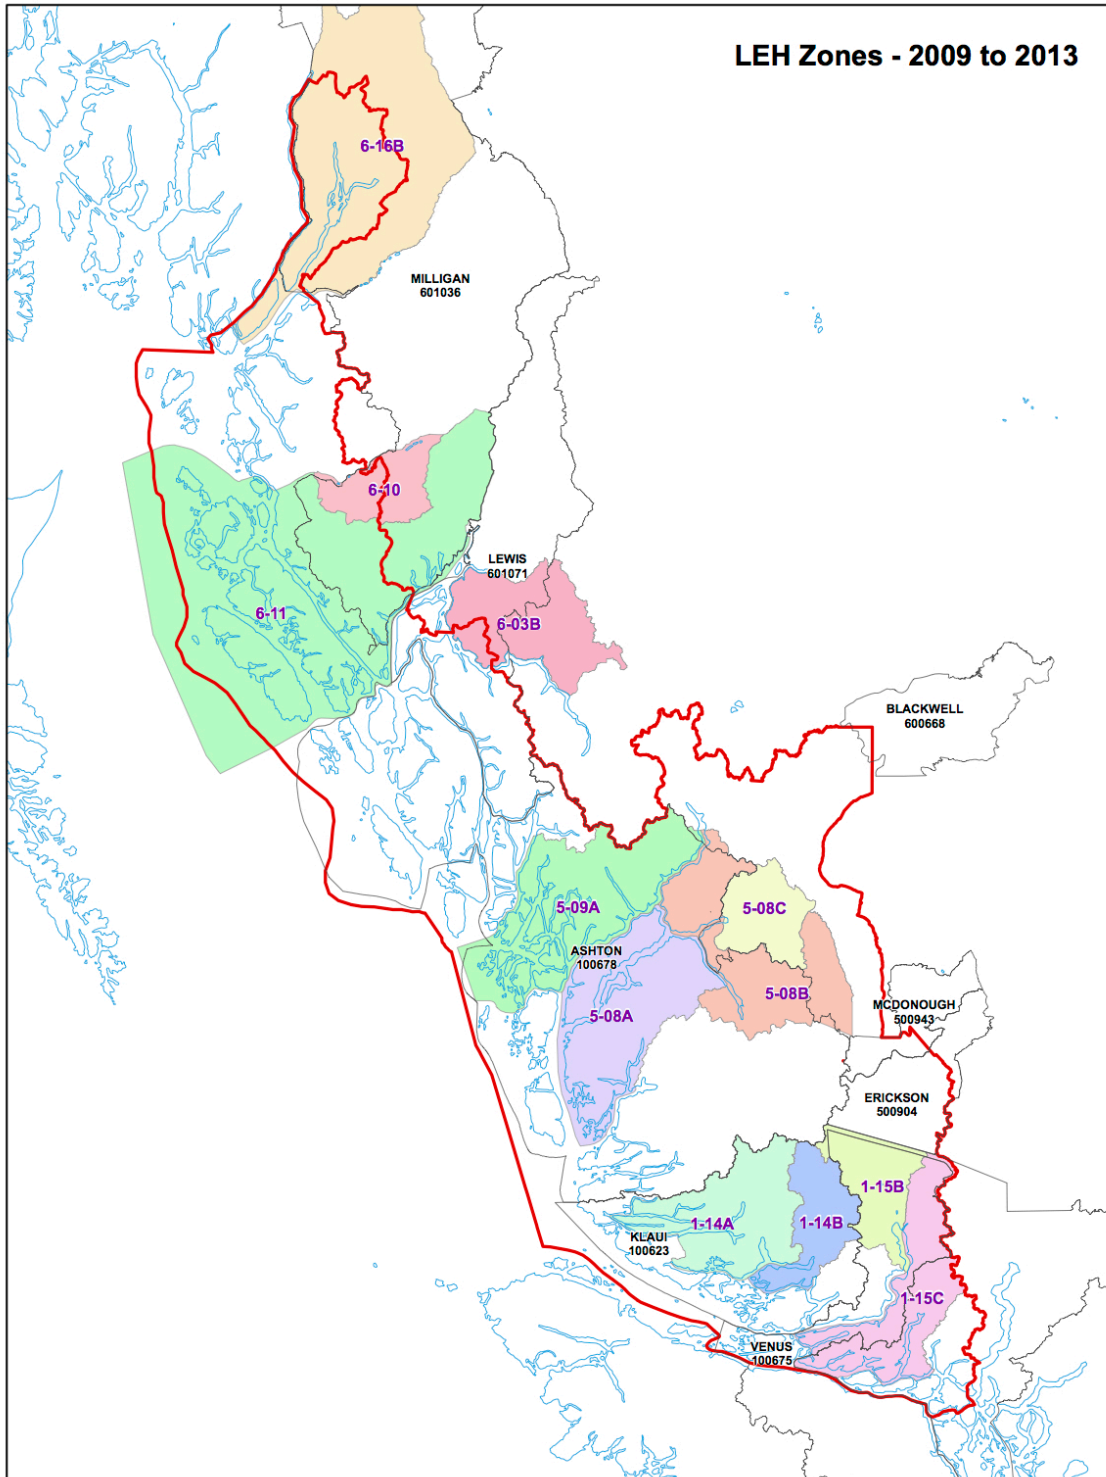 LEH Zones - 2009 to 2013
6-16B
MILLIGAN
601036
6-10
LEWIS
601071
6-11
6-03B
BLACKWELL
600668
5-09A
5-08C
ASHTON
100678
5-08B
5-08A
MCDONOUGH
500943
ERICKSON
500904
1-15B
1-14A
1-14B
KLAUI
100623
1-15C
VENUS
100675